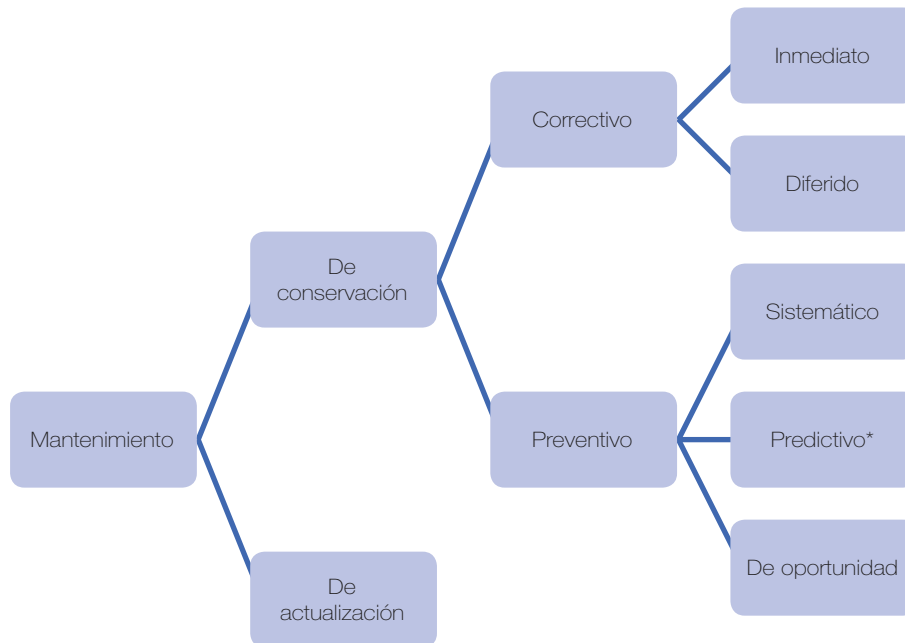 Inmediato
Correctivo
Diferido
De
conservación
Sistemático
Mantenimiento
Preventivo
Predictivo*
De oportunidad
De
actualización